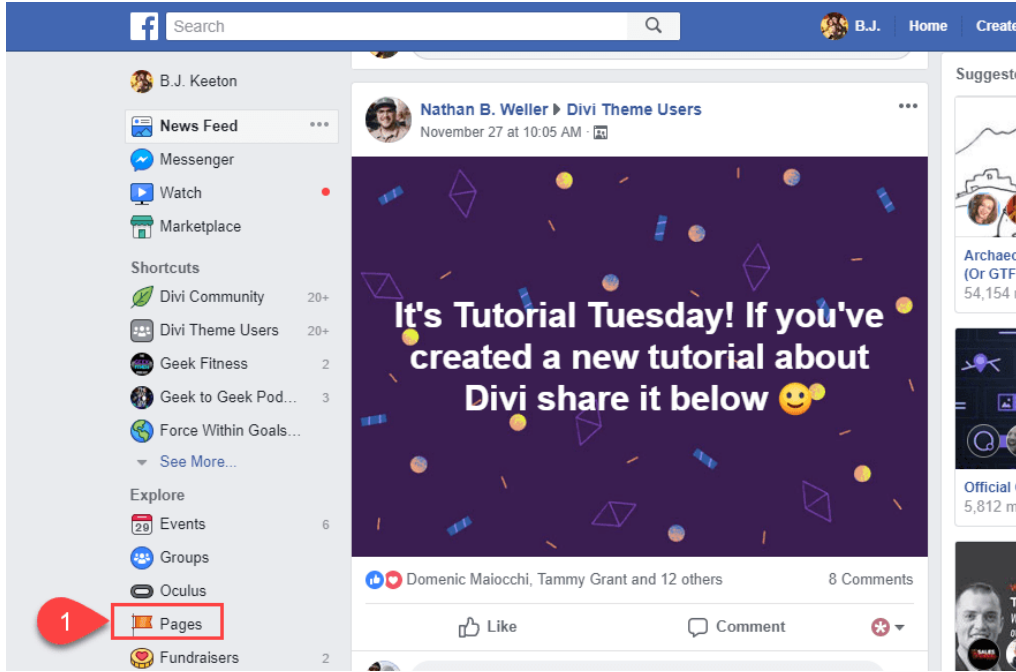 Search
B.J.
Home
Create
B.J. Keeton
News Feed
Messenger
Watch
Marketplace
Shortcuts
Divi Community 20+
Divi Theme Users 20+
Geek Fitness 2
Geek to Geek Pod... 3
Force Within Goals...
See More...
Explore
29 Events 6
Groups
Oculus
1 Pages
Fundraisers 2
Nathan B. Weller ▶ Divi Theme Users
November 27 at 10:05 AM ·
It's Tutorial Tuesday! If you've
created a new tutorial about
Divi share it below 🙂
Domenic Maiocchi, Tammy Grant and 12 others 8 Comments
Like Comment
Suggest
Archaeo
(Or GTF
54,154
Official
5,812 m